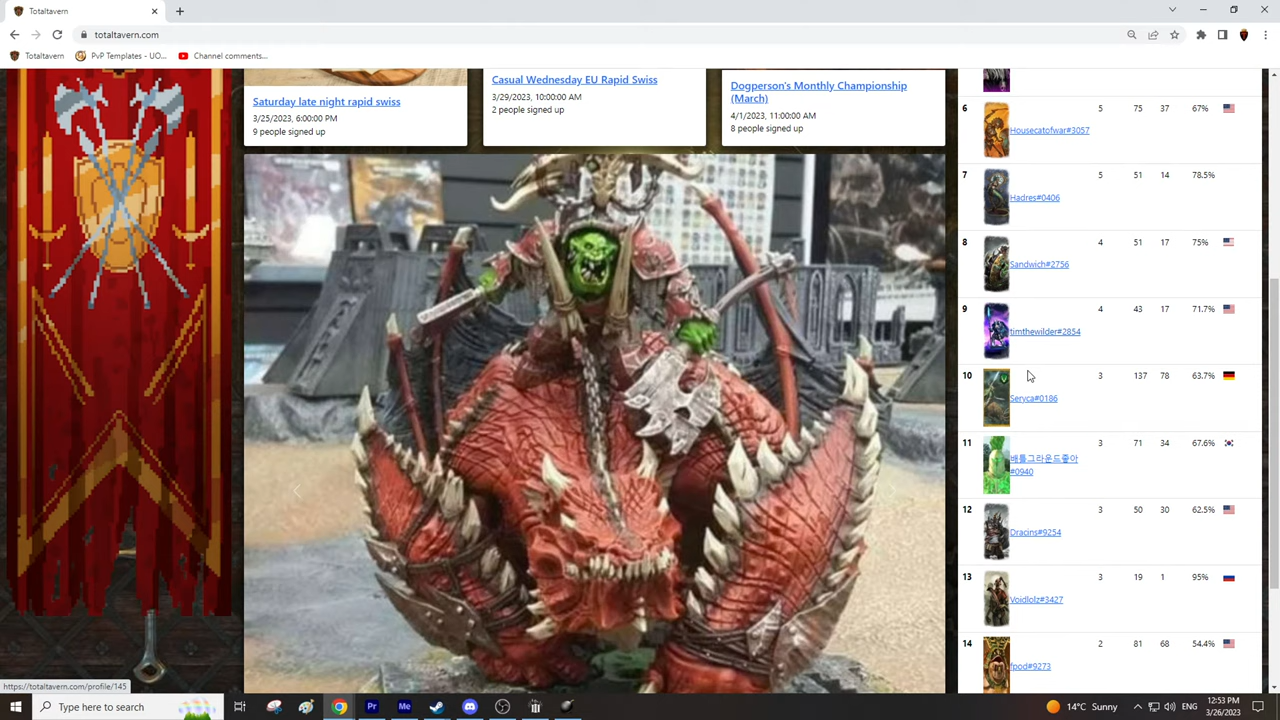 Totaltavern
totaltavern.com
Totaltavern
PvP Templates - UO...
Channel comments...
Saturday late night rapid swiss
3/25/2023, 6:00:00 PM
9 people signed up
Casual Wednesday EU Rapid Swiss
3/29/2023, 10:00:00 AM
2 people signed up
Dogperson's Monthly Championship
(March)
4/1/2023, 11:00:00 AM
8 people signed up
6 Housecatofwar#3057 5 75 37 67%
7 Hadres#0406 5 51 14 78.5%
8 Sandwich#2756 4 51 17 75%
9 timthewilder#2854 4 43 17 71.7%
10 Seryca#0186 3 137 78 63.7%
11 배틀그라운드좋아 3 71 34 67.6%
#0940
12 Dracins#9254 3 50 30 62.5%
13 Voidlolz#3427 3 19 1 95%
14 fpod#9273 2 81 68 54.4%
https://totaltavern.com/profile/145
Type here to search
Pr
Me
14°C Sunny
ENG
12:53 PM
3/26/2023